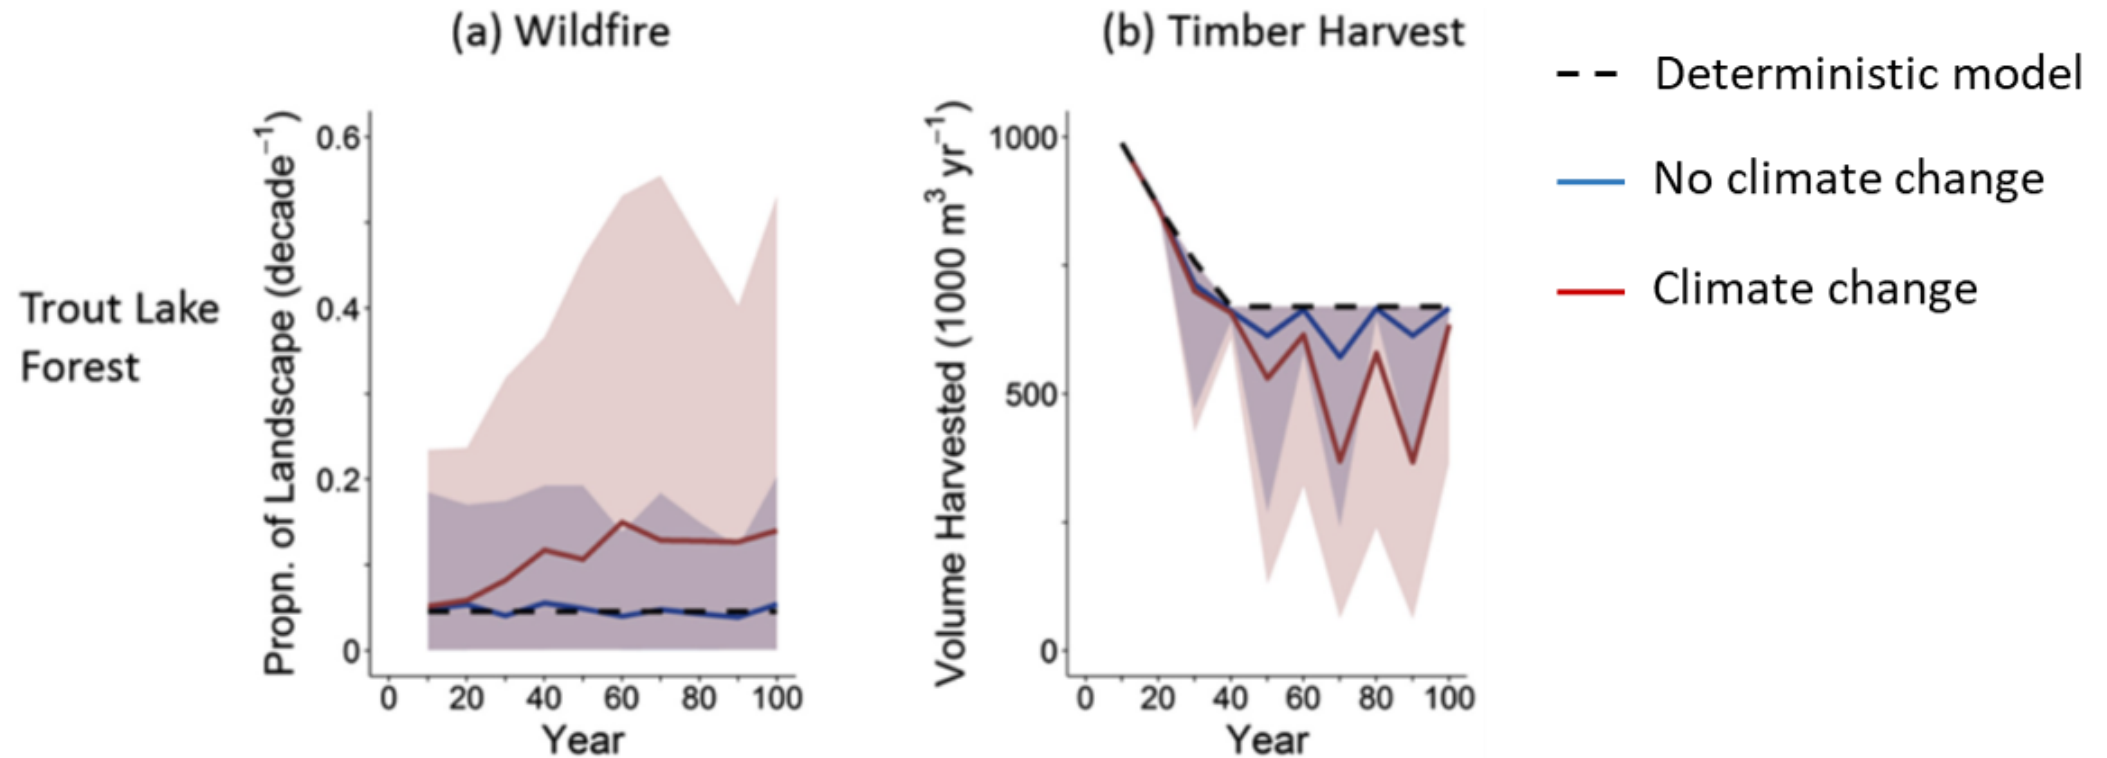 (a) Wildfire
(b) Timber Harvest
Deterministic model
No climate change
Climate change
Trout Lake
Forest
Propn. of Landscape (decade⁻¹)
0.6
0.4
0.2
0
0 20 40 60 80 100
Year
Volume Harvested (1000 m³ yr⁻¹)
1000
500
0
0 20 40 60 80 100
Year